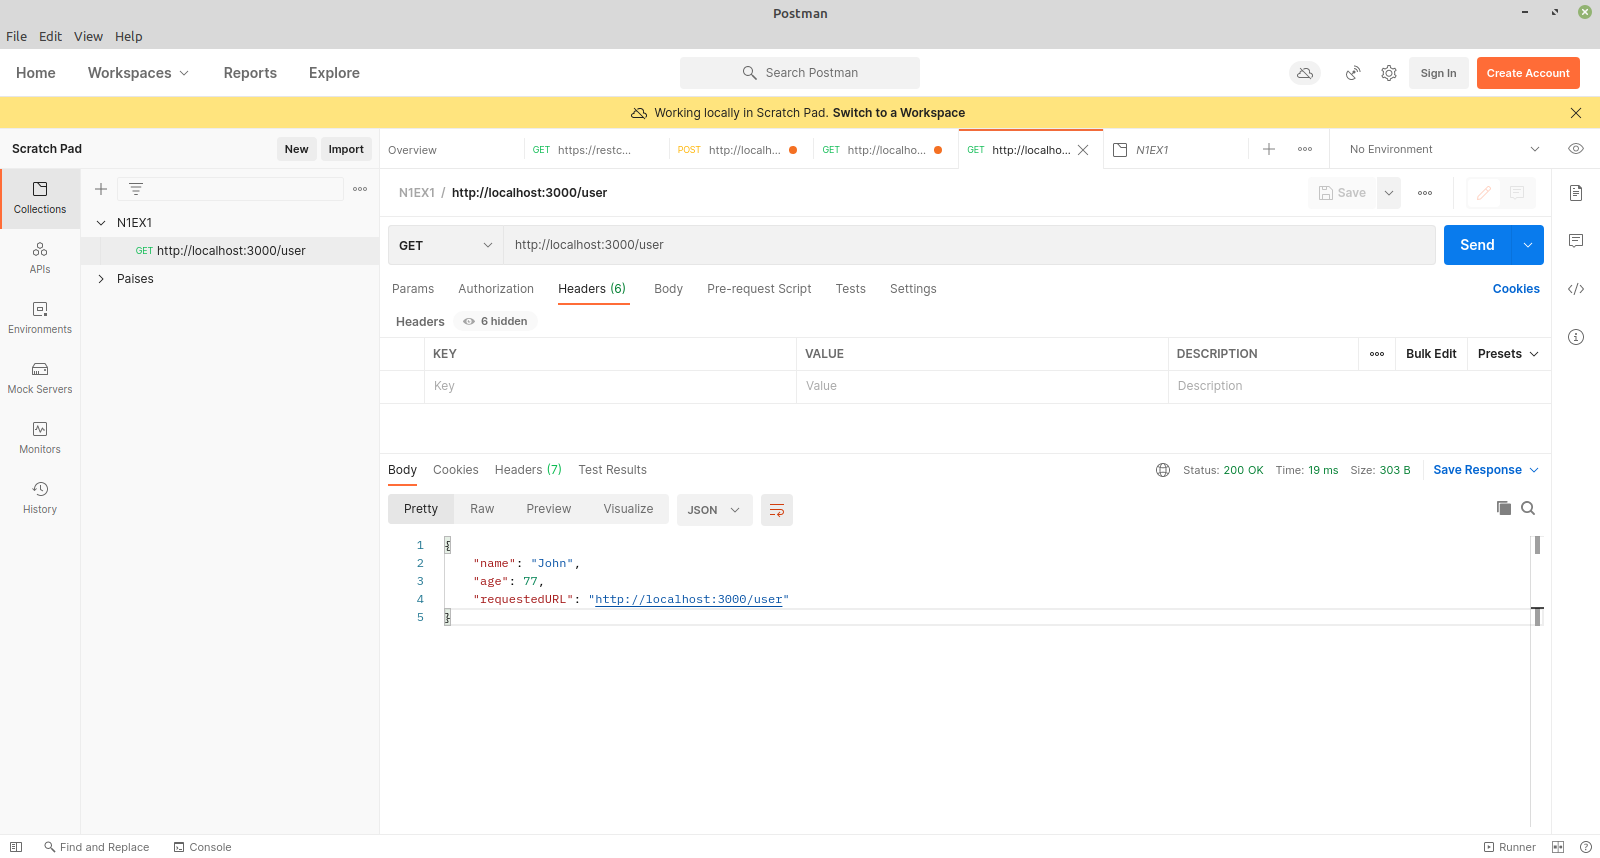 Postman
File Edit View Help
Home Workspaces Reports Explore Search Postman Sign In Create Account
Working locally in Scratch Pad. Switch to a Workspace
Scratch Pad New Import Overview GET https://restc... POST http://localh... GET http://localho... GET http://localho... N1EX1 No Environment
N1EX1 / http://localhost:3000/user Save
Collections
N1EX1
GET http://localhost:3000/user
Paises
APIs
Environments
Mock Servers
Monitors
History
GET http://localhost:3000/user Send
Params Authorization Headers (6) Body Pre-request Script Tests Settings Cookies
Headers 6 hidden
KEY VALUE DESCRIPTION Bulk Edit Presets
Key Value Description
Body Cookies Headers (7) Test Results Status: 200 OK Time: 19 ms Size: 303 B Save Response
Pretty Raw Preview Visualize JSON
1 {
2 "name": "John",
3 "age": 77,
4 "requestedURL": "http://localhost:3000/user"
5 }
Find and Replace Console Runner